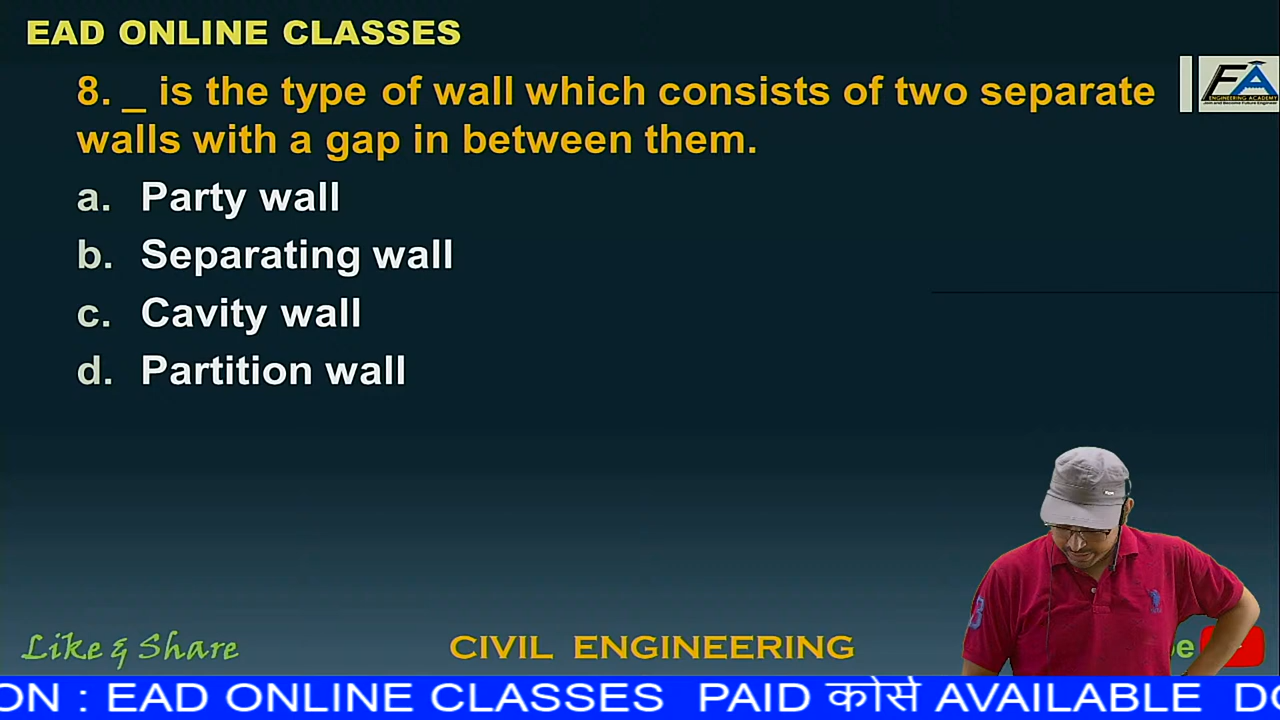 EAD ONLINE CLASSES
8. _ is the type of wall which consists of two separate
walls with a gap in between them.
a. Party wall
b. Separating wall
c. Cavity wall
d. Partition wall
ENGINEERING ACADEMY
Like & Share
CIVIL ENGINEERING
ON : EAD ONLINE CLASSES PAID कोर्स AVAILABLE